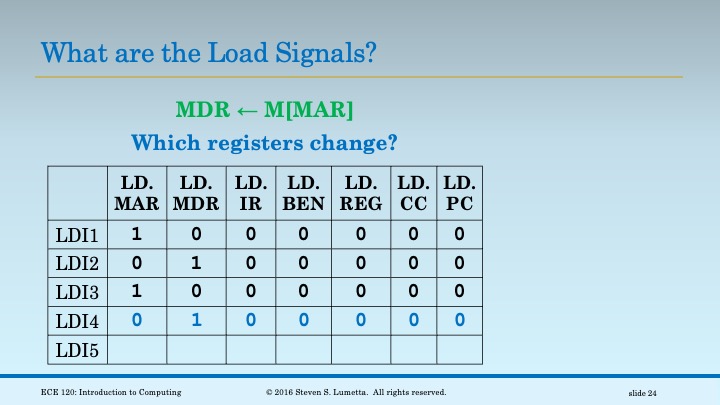 What are the Load Signals?
MDR ← M[MAR]
Which registers change?
LD. MAR LD. MDR LD. IR LD. BEN LD. REG LD. CC LD. PC
LDI1 1 0 0 0 0 0 0
LDI2 0 1 0 0 0 0 0
LDI3 1 0 0 0 0 0 0
LDI4 0 1 0 0 0 0 0
LDI5
ECE 120: Introduction to Computing © 2016 Steven S. Lumetta. All rights reserved. slide 24